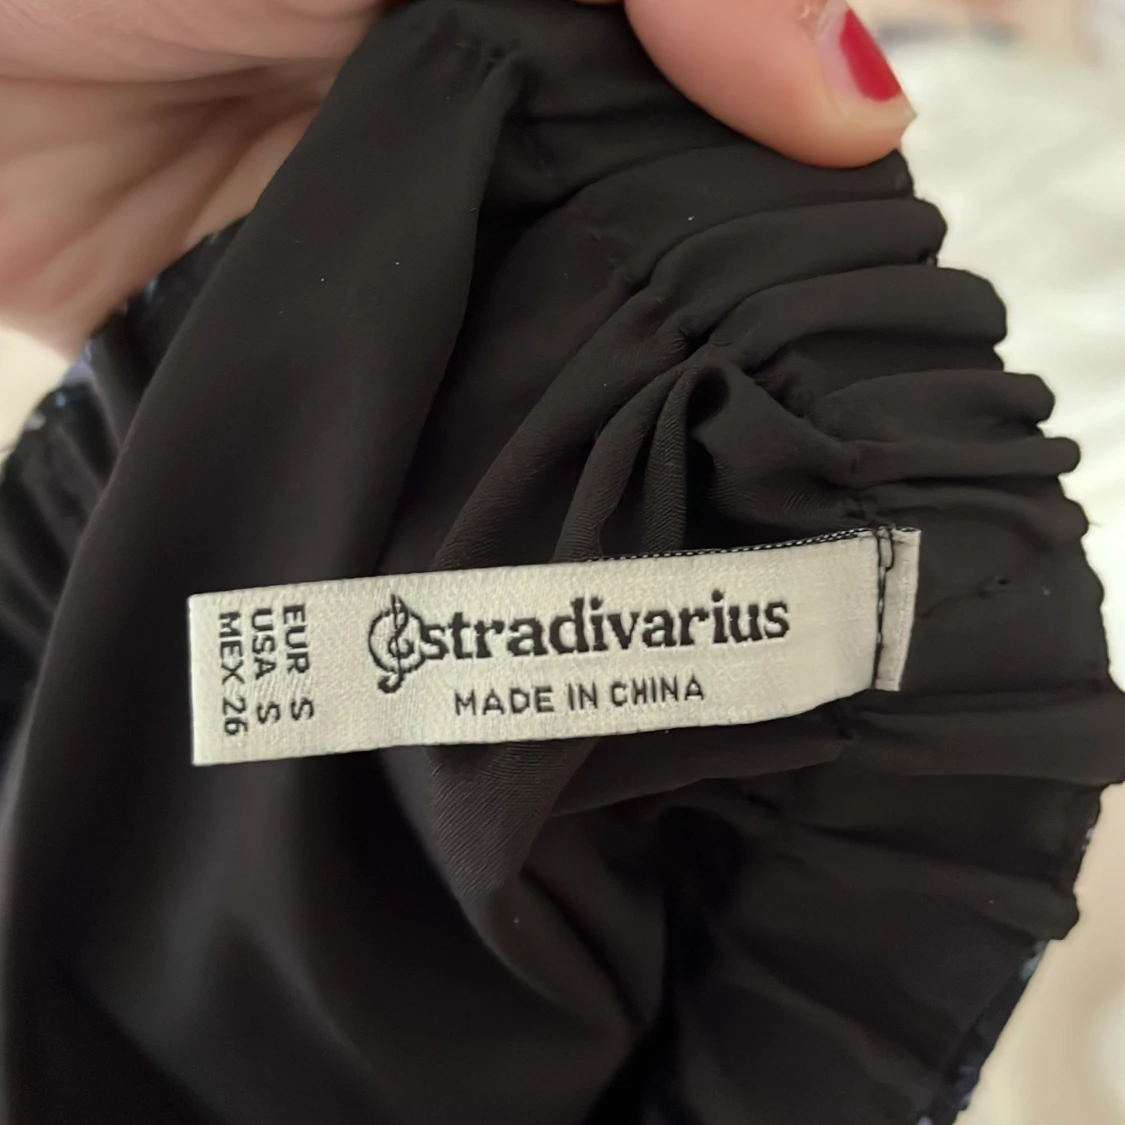 stradivarius
MADE IN CHINA
EUR S
USA S
MEX 26